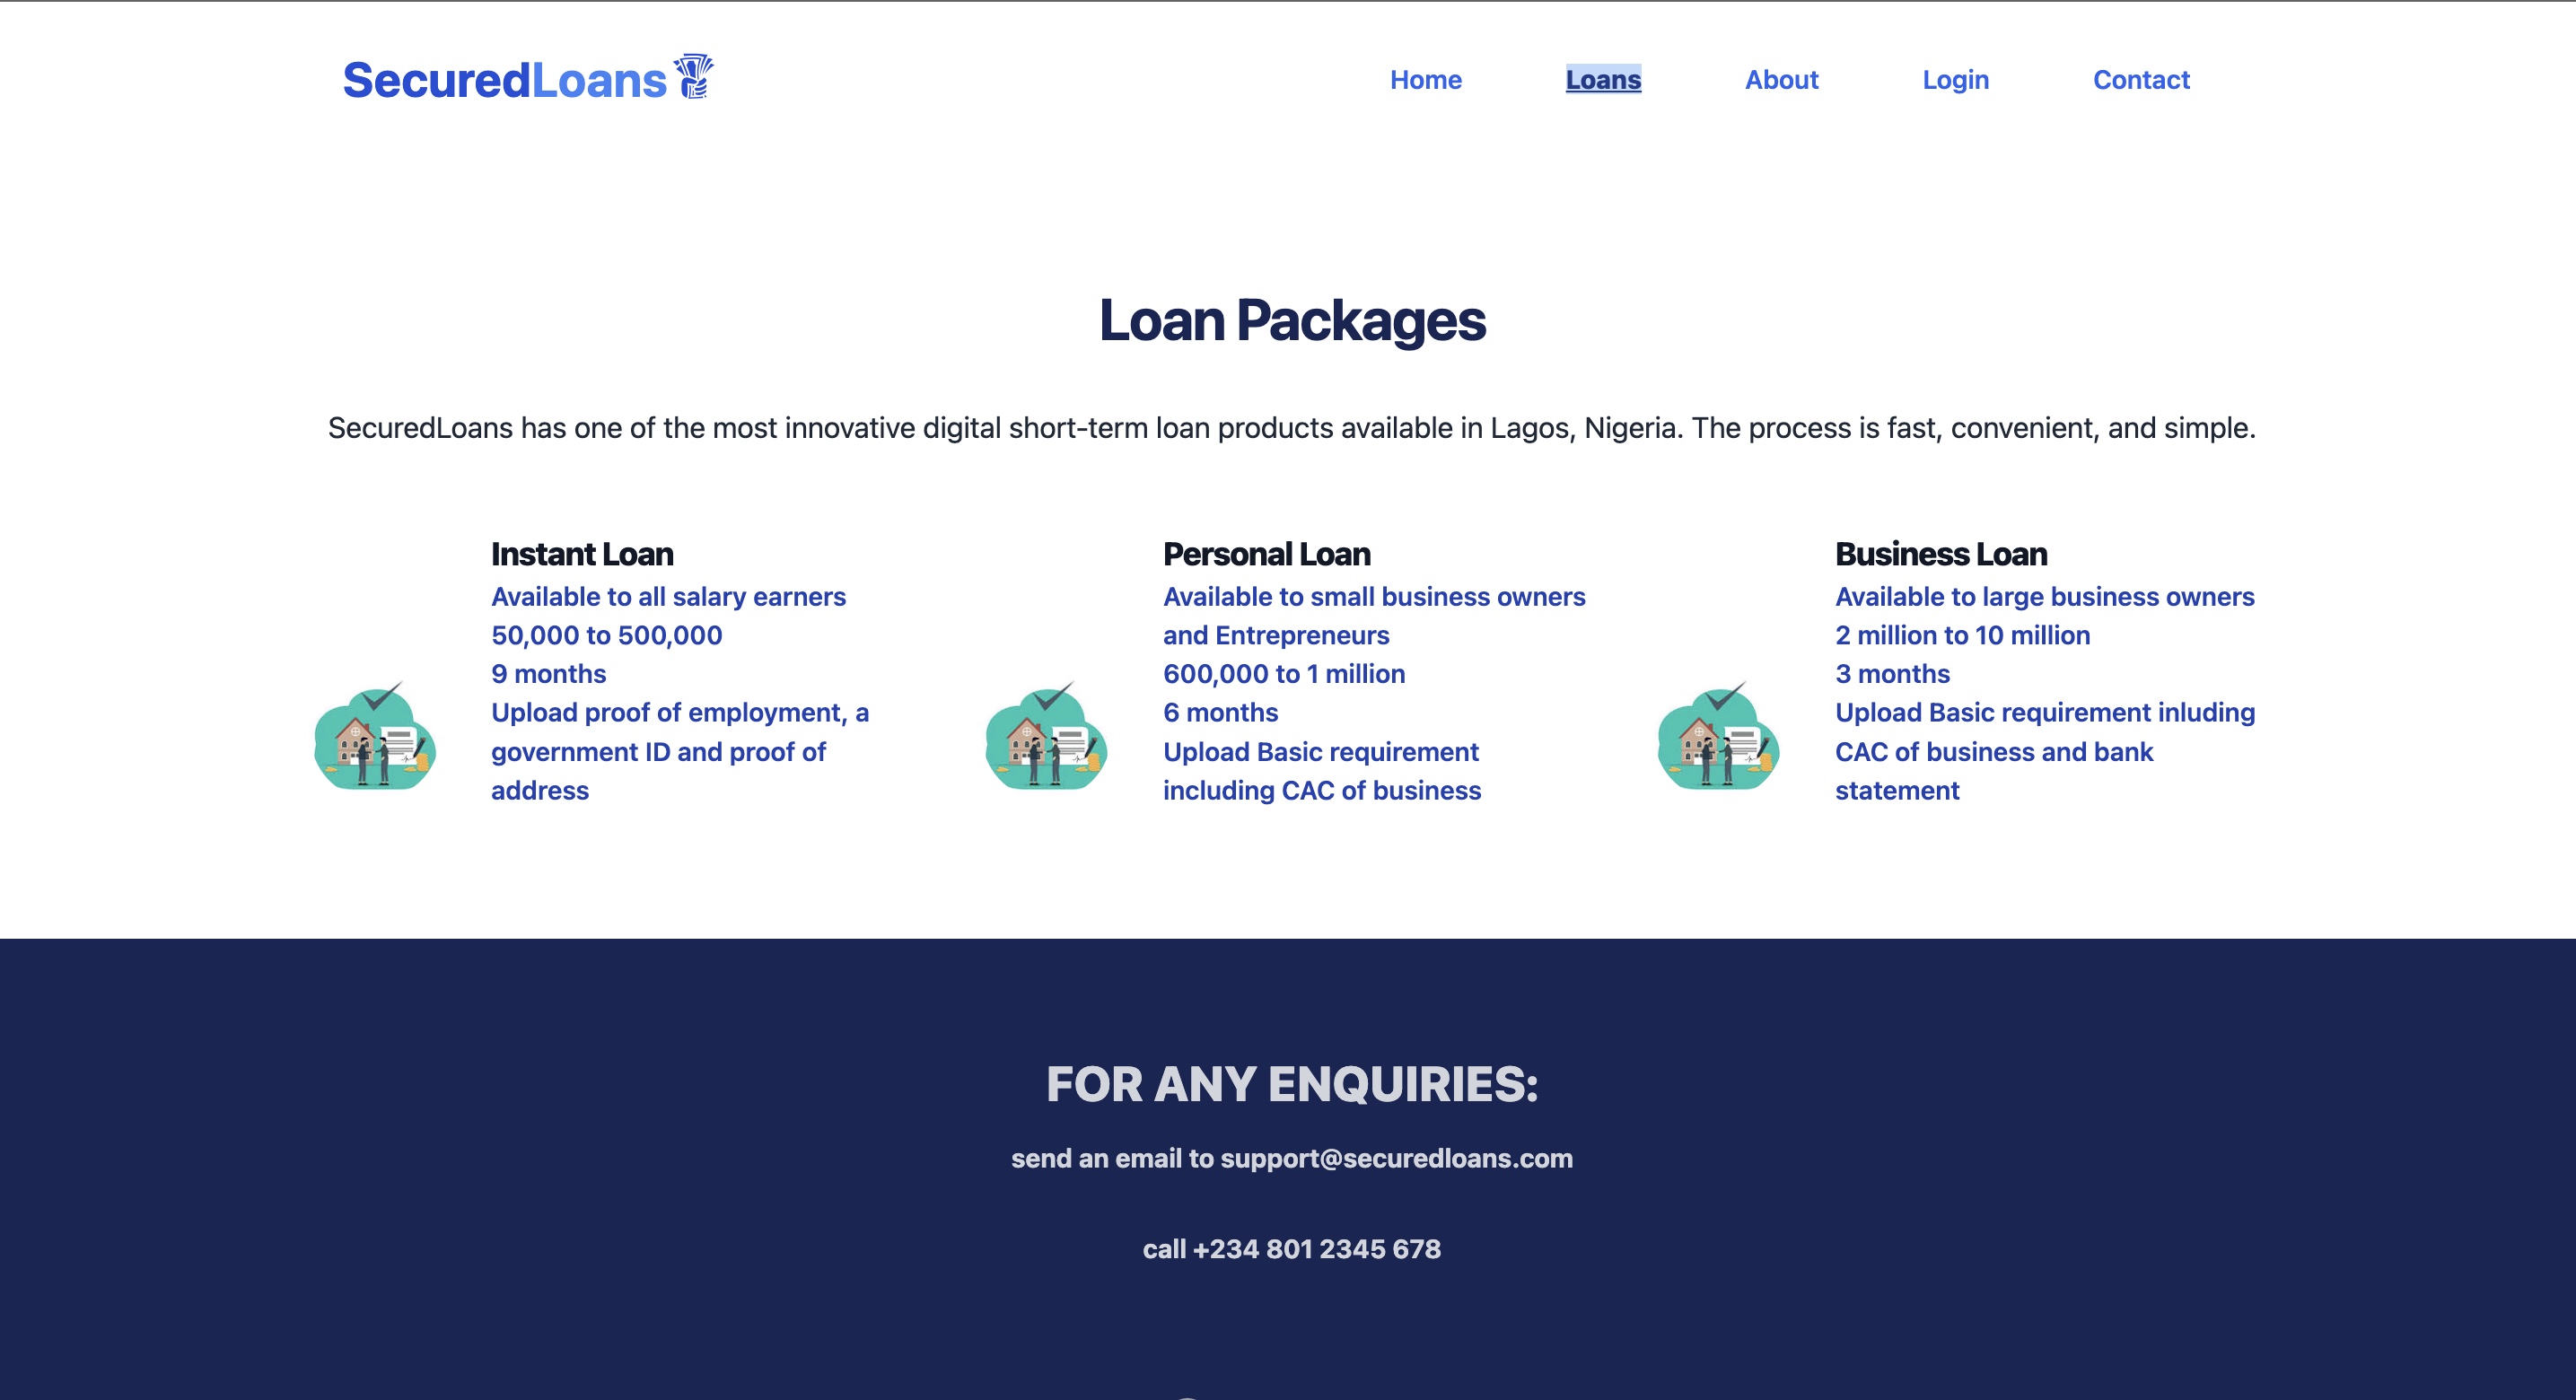 SecuredLoans
Home Loans About Login Contact
Loan Packages
SecuredLoans has one of the most innovative digital short-term loan products available in Lagos, Nigeria. The process is fast, convenient, and simple.
Instant Loan
Available to all salary earners
50,000 to 500,000
9 months
Upload proof of employment, a
government ID and proof of
address
Personal Loan
Available to small business owners
and Entrepreneurs
600,000 to 1 million
6 months
Upload Basic requirement
including CAC of business
Business Loan
Available to large business owners
2 million to 10 million
3 months
Upload Basic requirement inluding
CAC of business and bank
statement
FOR ANY ENQUIRIES:
send an email to support@securedloans.com
call +234 801 2345 678